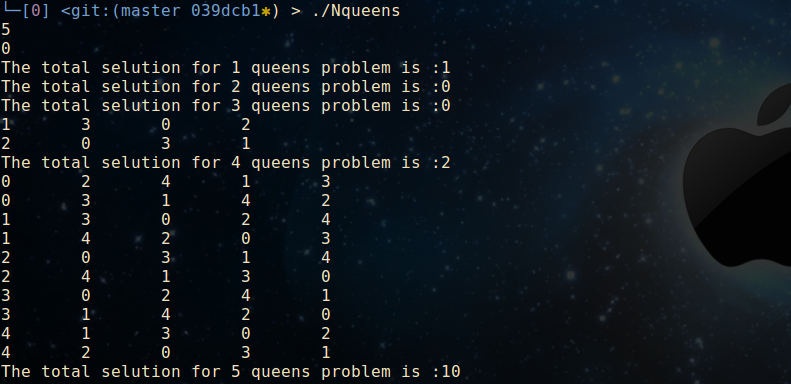 └─[0] <git:(master 039dcb1✱) > ./Nqueens
5
0
The total selution for 1 queens problem is :1
The total selution for 2 queens problem is :0
The total selution for 3 queens problem is :0
1 3 0 2
2 0 3 1
The total selution for 4 queens problem is :2
0 2 4 1 3
0 3 1 4 2
1 3 0 2 4
1 4 2 0 3
2 0 3 1 4
2 4 1 3 0
3 0 2 4 1
3 1 4 2 0
4 1 3 0 2
4 2 0 3 1
The total selution for 5 queens problem is :10